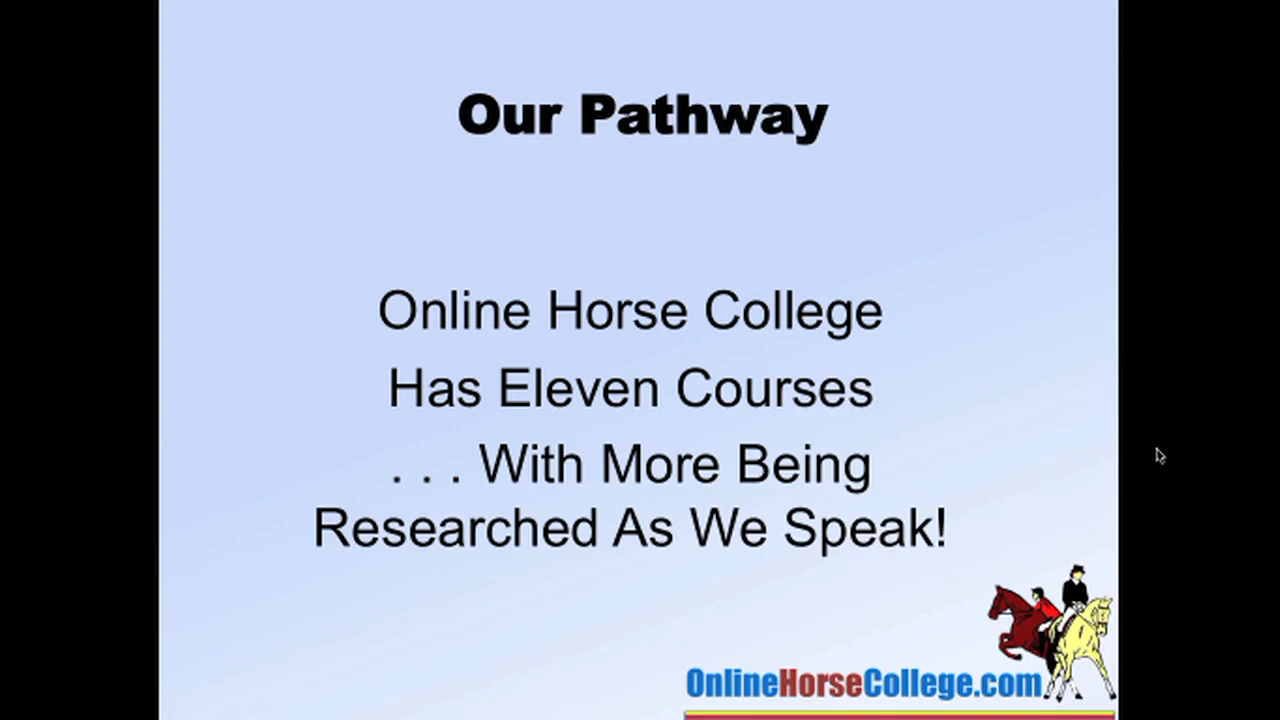 Our Pathway
Online Horse College
Has Eleven Courses
. . . With More Being
Researched As We Speak!
OnlineHorseCollege.com